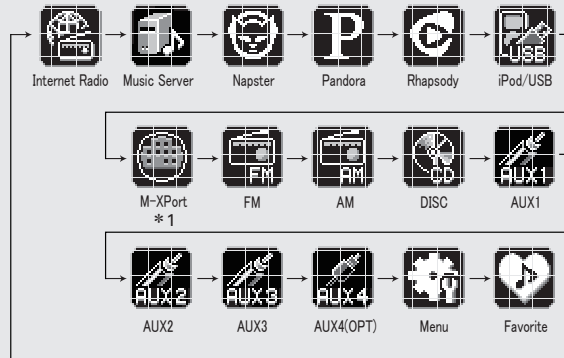 Internet Radio Music Server Napster Pandora Rhapsody iPod/USB
USB
M-XPort FM AM DISC AUX1
*1
FM AM CD AUX1
AUX2 AUX3 AUX4
AUX2 AUX3 AUX4(OPT) Menu Favorite